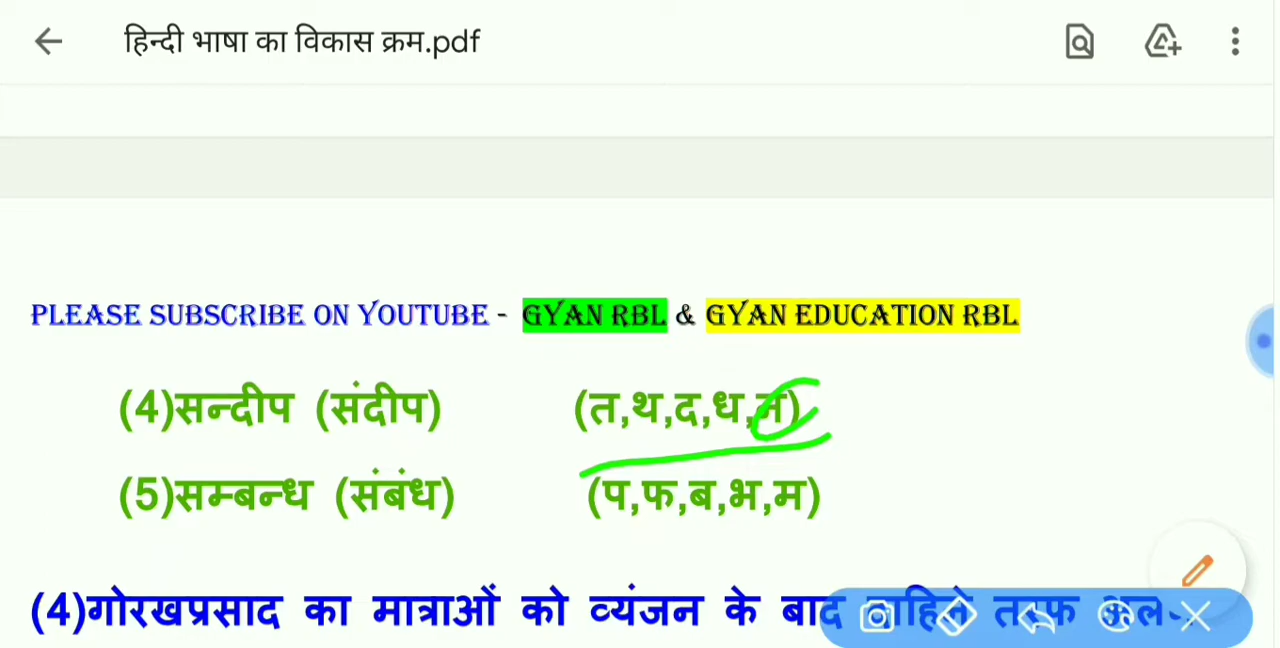 हिन्दी भाषा का विकास क्रम.pdf
PLEASE SUBSCRIBE ON YOUTUBE - GYAN RBL & GYAN EDUCATION RBL
(4)सन्दीप (संदीप) (त,थ,द,ध,न)
(5)सम्बन्ध (संबंध) (प,फ,ब,भ,म)
(4)गोरखप्रसाद का मात्राओं को व्यंजन के बाद दाहिने तरफ